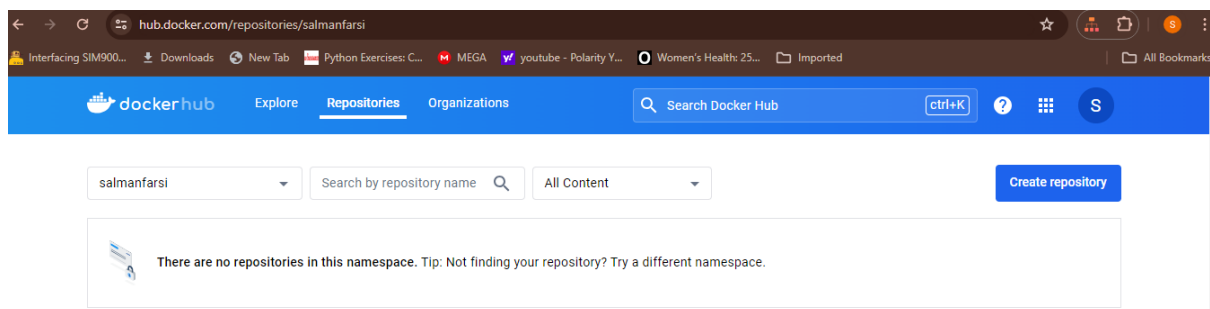 hub.docker.com/repositories/salmanfarsi
S
Interfacing SIM900... Downloads New Tab Python Exercises: C... MEGA youtube - Polarity Y... Women's Health: 25... Imported All Bookmarks
dockerhub Explore Repositories Organizations Search Docker Hub ctrl+K ? S
salmanfarsi Search by repository name All Content Create repository
There are no repositories in this namespace. Tip: Not finding your repository? Try a different namespace.